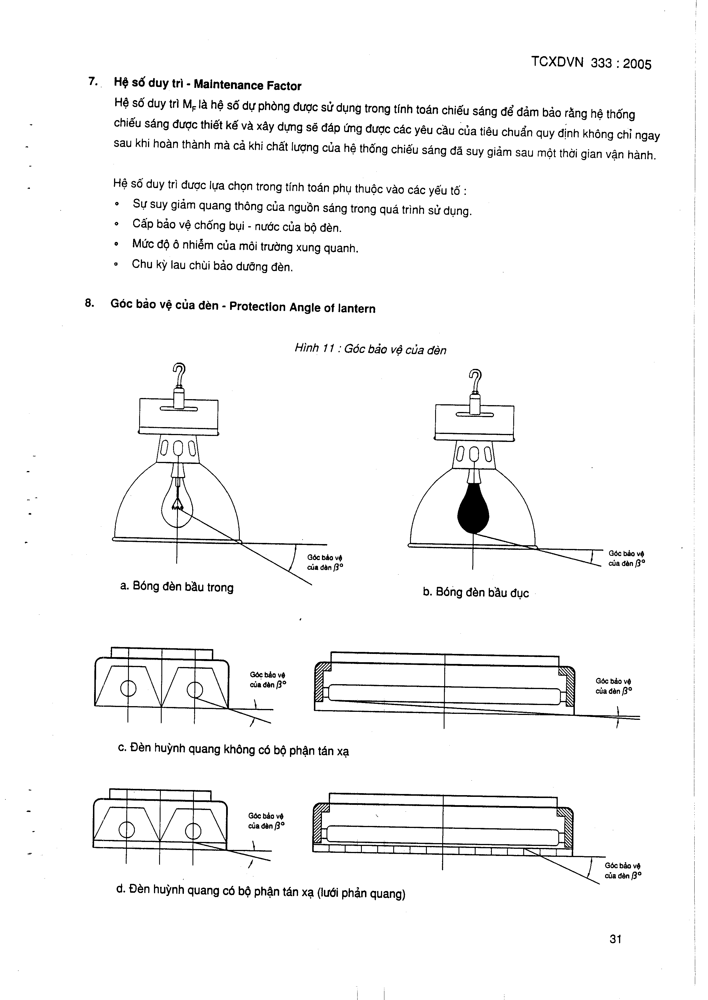 TCXDVN 333 : 2005
7. Hệ số duy trì - Maintenance Factor
Hệ số duy trì MF là hệ số dự phòng được sử dụng trong tính toán chiếu sáng để đảm bảo rằng hệ thống
chiếu sáng được thiết kế và xây dựng sẽ đáp ứng được các yêu cầu của tiêu chuẩn quy định không chỉ ngay
sau khi hoàn thành mà cả khi chất lượng của hệ thống chiếu sáng đã suy giảm sau một thời gian vận hành.
Hệ số duy trì được lựa chọn trong tính toán phụ thuộc vào các yếu tố :
• Sự suy giảm quang thông của nguồn sáng trong quá trình sử dụng.
• Cấp bảo vệ chống bụi - nước của bộ đèn.
• Mức độ ô nhiễm của môi trường xung quanh.
• Chu kỳ lau chùi bảo dưỡng đèn.
8. Góc bảo vệ của đèn - Protection Angle of lantern
Hình 11 : Góc bảo vệ của đèn
Góc bảo vệ
của đèn β°
a. Bóng đèn bầu trong
Góc bảo vệ
của đèn β°
b. Bóng đèn bầu đục
Góc bảo vệ
của đèn β°
Góc bảo vệ
của đèn β°
c. Đèn huỳnh quang không có bộ phận tán xạ
Góc bảo vệ
của đèn β°
Góc bảo vệ
của đèn β°
d. Đèn huỳnh quang có bộ phận tán xạ (lưới phản quang)
31